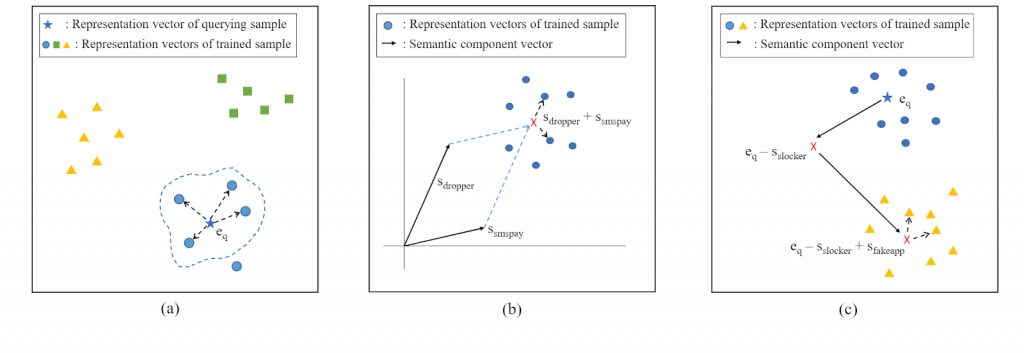 : Representation vector of querying sample
: Representation vectors of trained sample
e_q
(a)
: Representation vectors of trained sample
: Semantic component vector
X
s_dropper + s_smspay
s_dropper
s_smspay
(b)
: Representation vectors of trained sample
: Semantic component vector
e_q
X
e_q − s_slocker
X
e_q − s_slocker + s_fakeapp
(c)